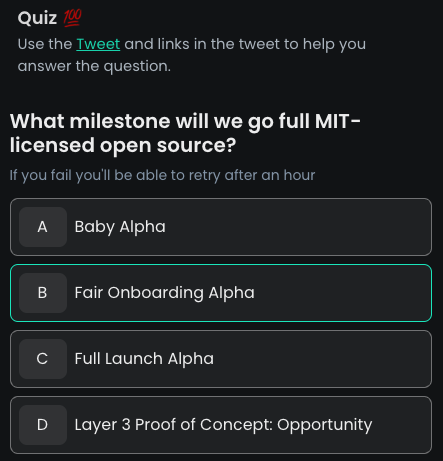 Quiz 💯
Use the Tweet and links in the tweet to help you
answer the question.
What milestone will we go full MIT-
licensed open source?
If you fail you'll be able to retry after an hour
A Baby Alpha
B Fair Onboarding Alpha
C Full Launch Alpha
D Layer 3 Proof of Concept: Opportunity